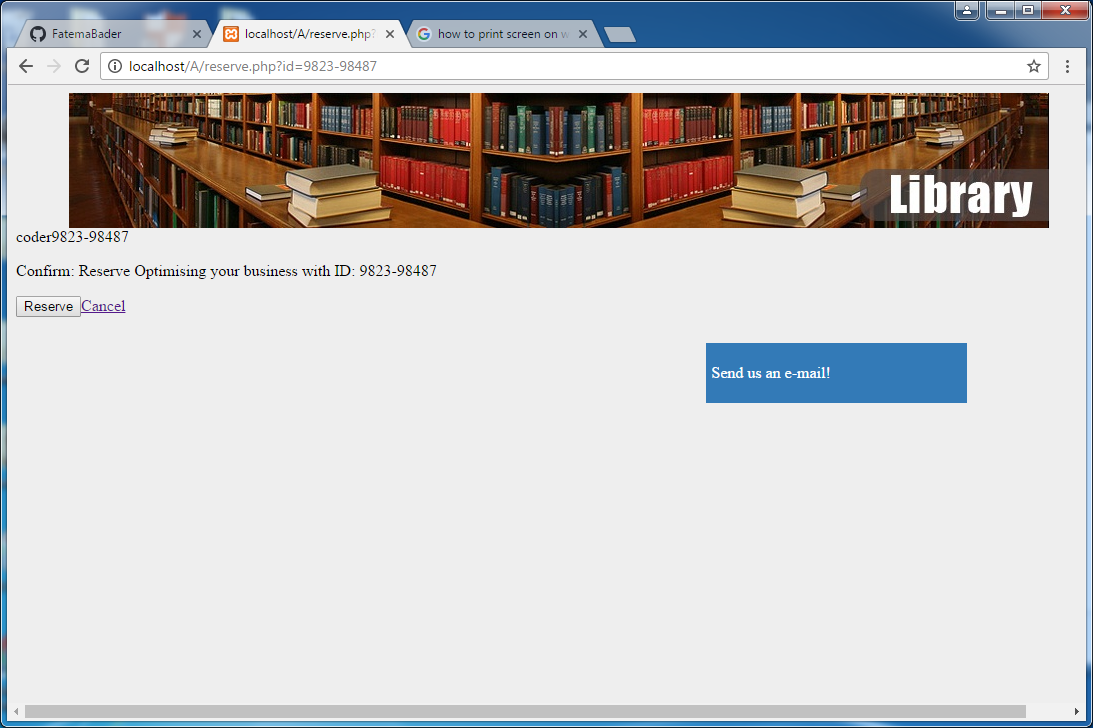 FatemaBader
localhost/A/reserve.php?
how to print screen on w
localhost/A/reserve.php?id=9823-98487
Library
coder9823-98487
Confirm: Reserve Optimising your business with ID: 9823-98487
Reserve Cancel
Send us an e-mail!